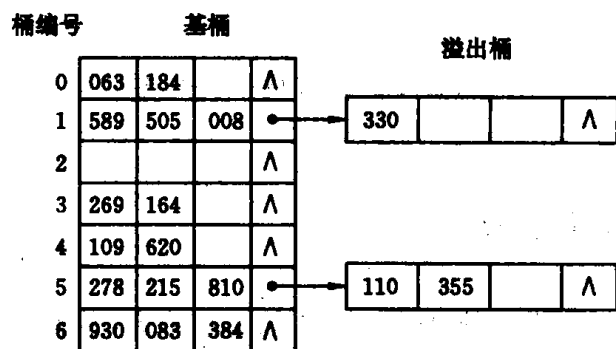 桶编号 基桶 溢出桶
0 063 184 Λ
1 589 505 008 330 Λ
2 Λ
3 269 164 Λ
4 109 620 Λ
5 278 215 810 110 355 Λ
6 930 083 384 Λ